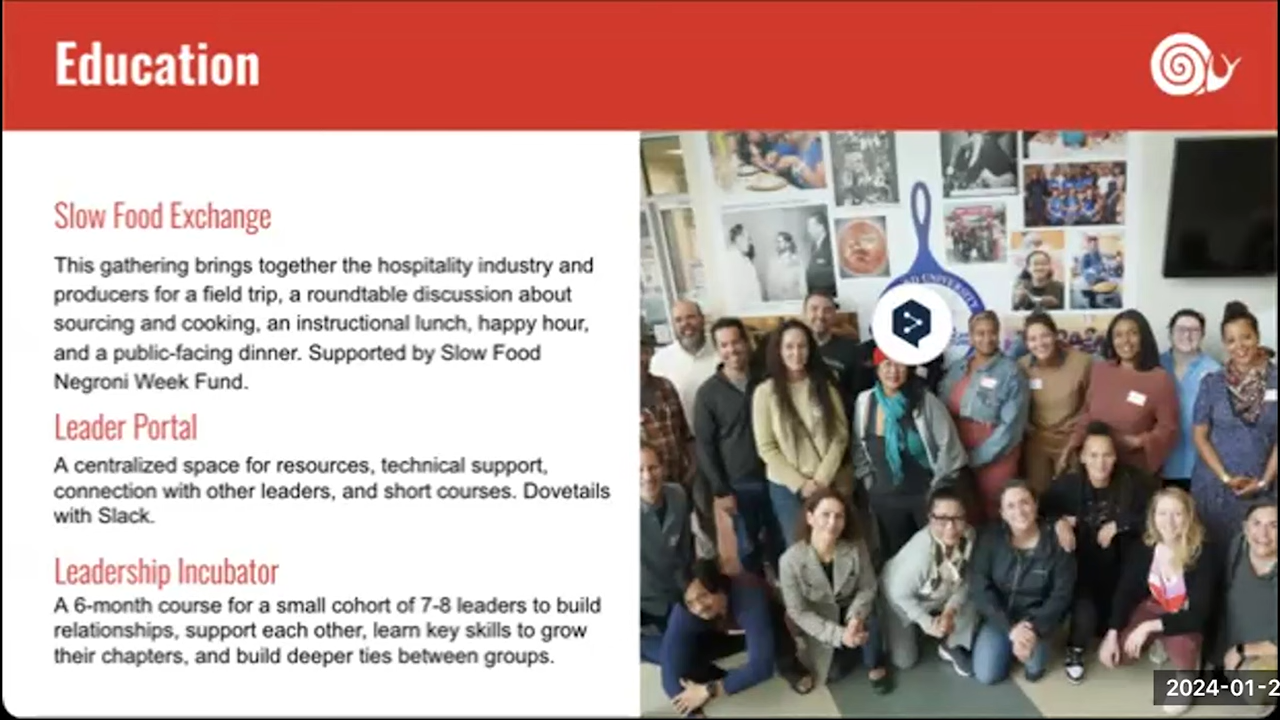 Education
Slow Food Exchange
This gathering brings together the hospitality industry and
producers for a field trip, a roundtable discussion about
sourcing and cooking, an instructional lunch, happy hour,
and a public-facing dinner. Supported by Slow Food
Negroni Week Fund.
Leader Portal
A centralized space for resources, technical support,
connection with other leaders, and short courses. Dovetails
with Slack.
Leadership Incubator
A 6-month course for a small cohort of 7-8 leaders to build
relationships, support each other, learn key skills to grow
their chapters, and build deeper ties between groups.
UNIVERSITY
2024-01-2